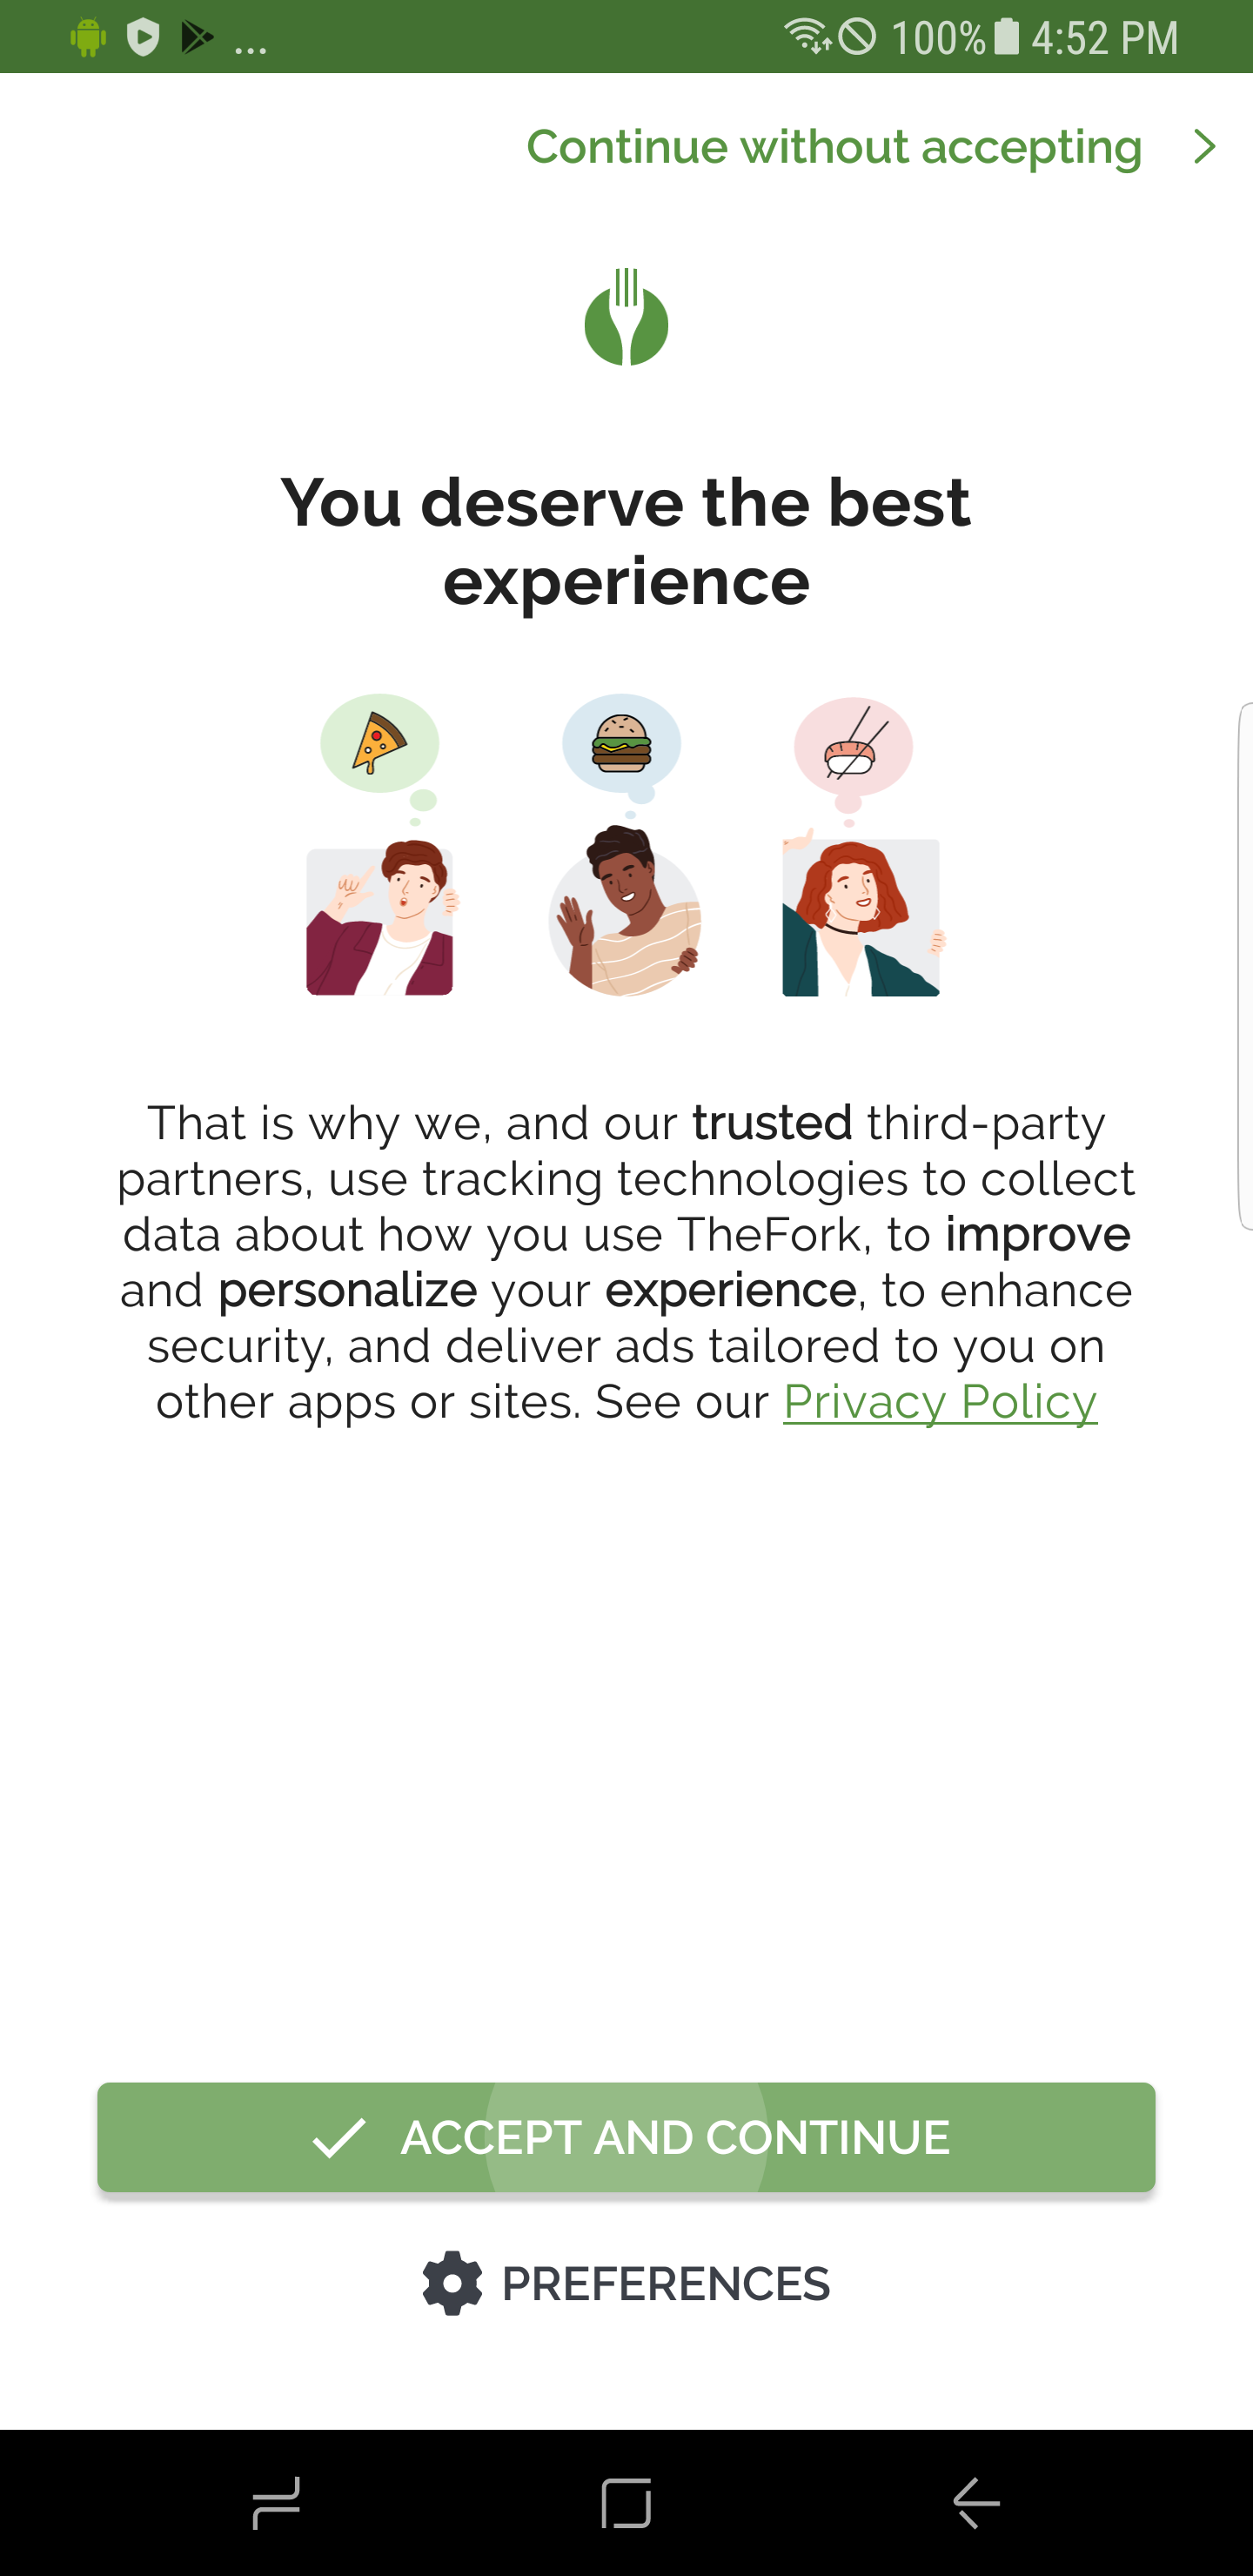 ... 100% 4:52 PM
Continue without accepting
You deserve the best
experience
That is why we, and our trusted third-party
partners, use tracking technologies to collect
data about how you use TheFork, to improve
and personalize your experience, to enhance
security, and deliver ads tailored to you on
other apps or sites. See our Privacy Policy
ACCEPT AND CONTINUE
PREFERENCES